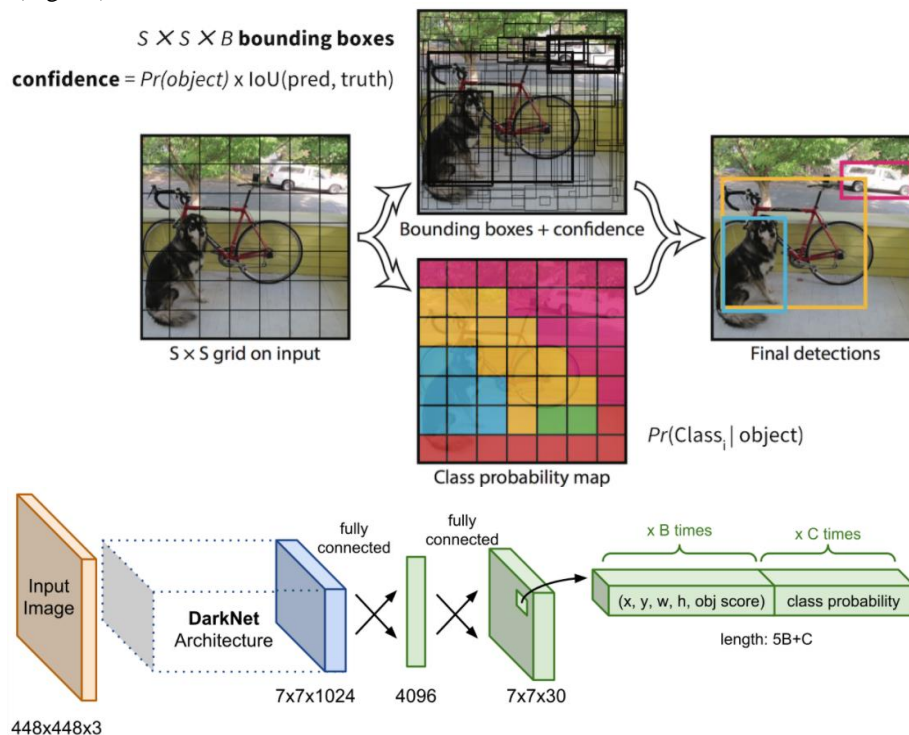 S × S × B bounding boxes
confidence = Pr(object) x IoU(pred, truth)
Bounding boxes + confidence
S × S grid on input
Final detections
Pr(Class_i | object)
Class probability map
fully connected
fully connected
x B times
x C times
Input Image
DarkNet Architecture
(x, y, w, h, obj score)
class probability
length: 5B+C
7x7x1024
4096
7x7x30
448x448x3